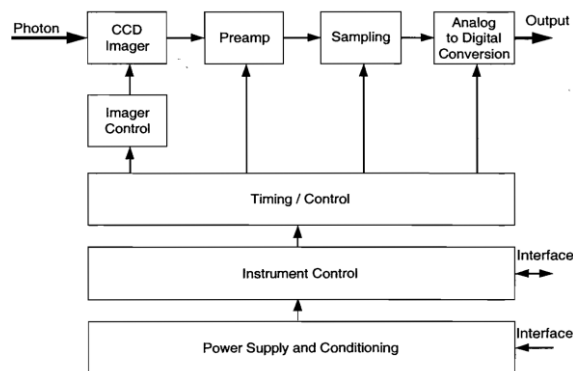 Photon
CCD
Imager
Preamp
Sampling
Analog
to Digital
Conversion
Output
Imager
Control
Timing / Control
Instrument Control
Interface
Power Supply and Conditioning
Interface